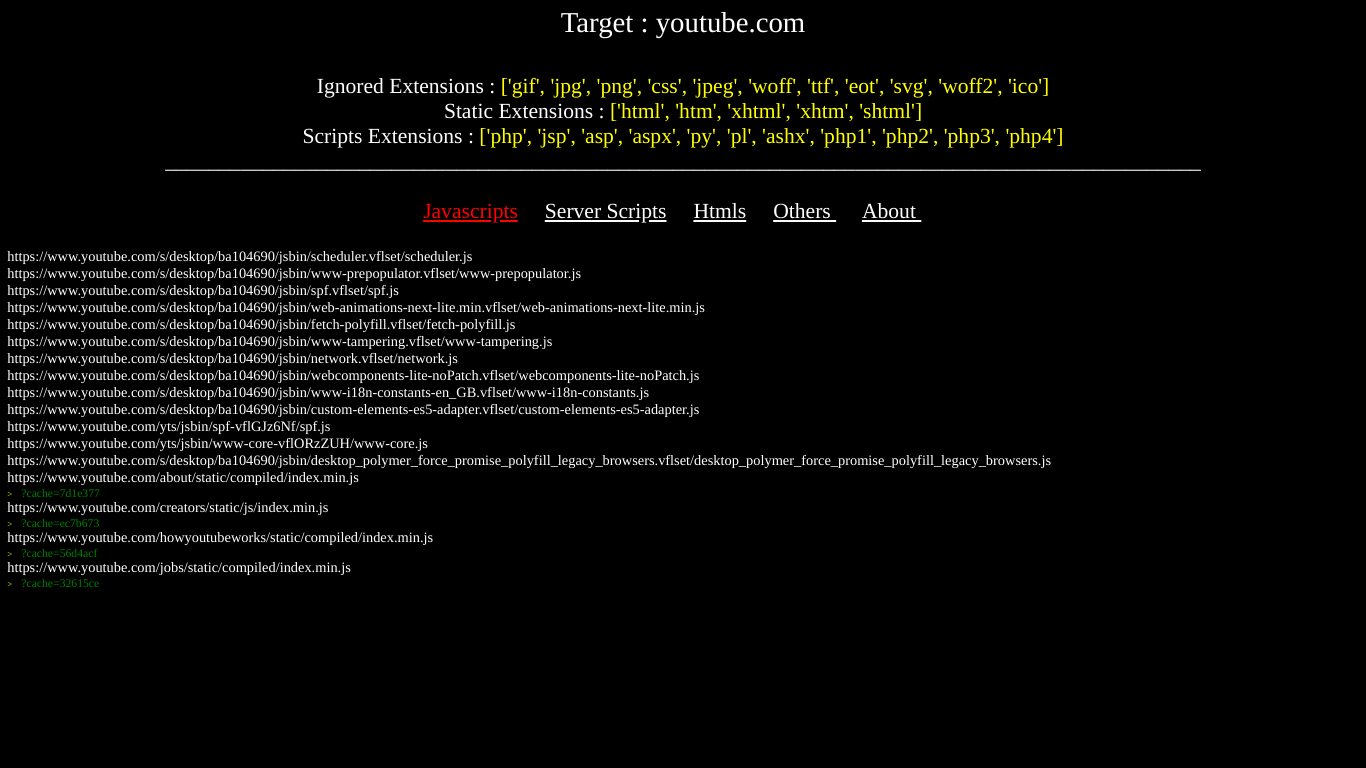 Target : youtube.com
Ignored Extensions : ['gif', 'jpg', 'png', 'css', 'jpeg', 'woff', 'ttf', 'eot', 'svg', 'woff2', 'ico']
Static Extensions : ['html', 'htm', 'xhtml', 'xhtm', 'shtml']
Scripts Extensions : ['php', 'jsp', 'asp', 'aspx', 'py', 'pl', 'ashx', 'php1', 'php2', 'php3', 'php4']
Javascripts Server Scripts Htmls Others About
https://www.youtube.com/s/desktop/ba104690/jsbin/scheduler.vflset/scheduler.js
https://www.youtube.com/s/desktop/ba104690/jsbin/www-prepopulator.vflset/www-prepopulator.js
https://www.youtube.com/s/desktop/ba104690/jsbin/spf.vflset/spf.js
https://www.youtube.com/s/desktop/ba104690/jsbin/web-animations-next-lite.min.vflset/web-animations-next-lite.min.js
https://www.youtube.com/s/desktop/ba104690/jsbin/fetch-polyfill.vflset/fetch-polyfill.js
https://www.youtube.com/s/desktop/ba104690/jsbin/www-tampering.vflset/www-tampering.js
https://www.youtube.com/s/desktop/ba104690/jsbin/network.vflset/network.js
https://www.youtube.com/s/desktop/ba104690/jsbin/webcomponents-lite-noPatch.vflset/webcomponents-lite-noPatch.js
https://www.youtube.com/s/desktop/ba104690/jsbin/www-i18n-constants-en_GB.vflset/www-i18n-constants.js
https://www.youtube.com/s/desktop/ba104690/jsbin/custom-elements-es5-adapter.vflset/custom-elements-es5-adapter.js
https://www.youtube.com/yts/jsbin/spf-vflGJz6Nf/spf.js
https://www.youtube.com/yts/jsbin/www-core-vflORzZUH/www-core.js
https://www.youtube.com/s/desktop/ba104690/jsbin/desktop_polymer_force_promise_polyfill_legacy_browsers.vflset/desktop_polymer_force_promise_polyfill_legacy_browsers.js
https://www.youtube.com/about/static/compiled/index.min.js
> ?cache=7d1e377
https://www.youtube.com/creators/static/js/index.min.js
> ?cache=ec7b673
https://www.youtube.com/howyoutubeworks/static/compiled/index.min.js
> ?cache=56d4acf
https://www.youtube.com/jobs/static/compiled/index.min.js
> ?cache=32615ce